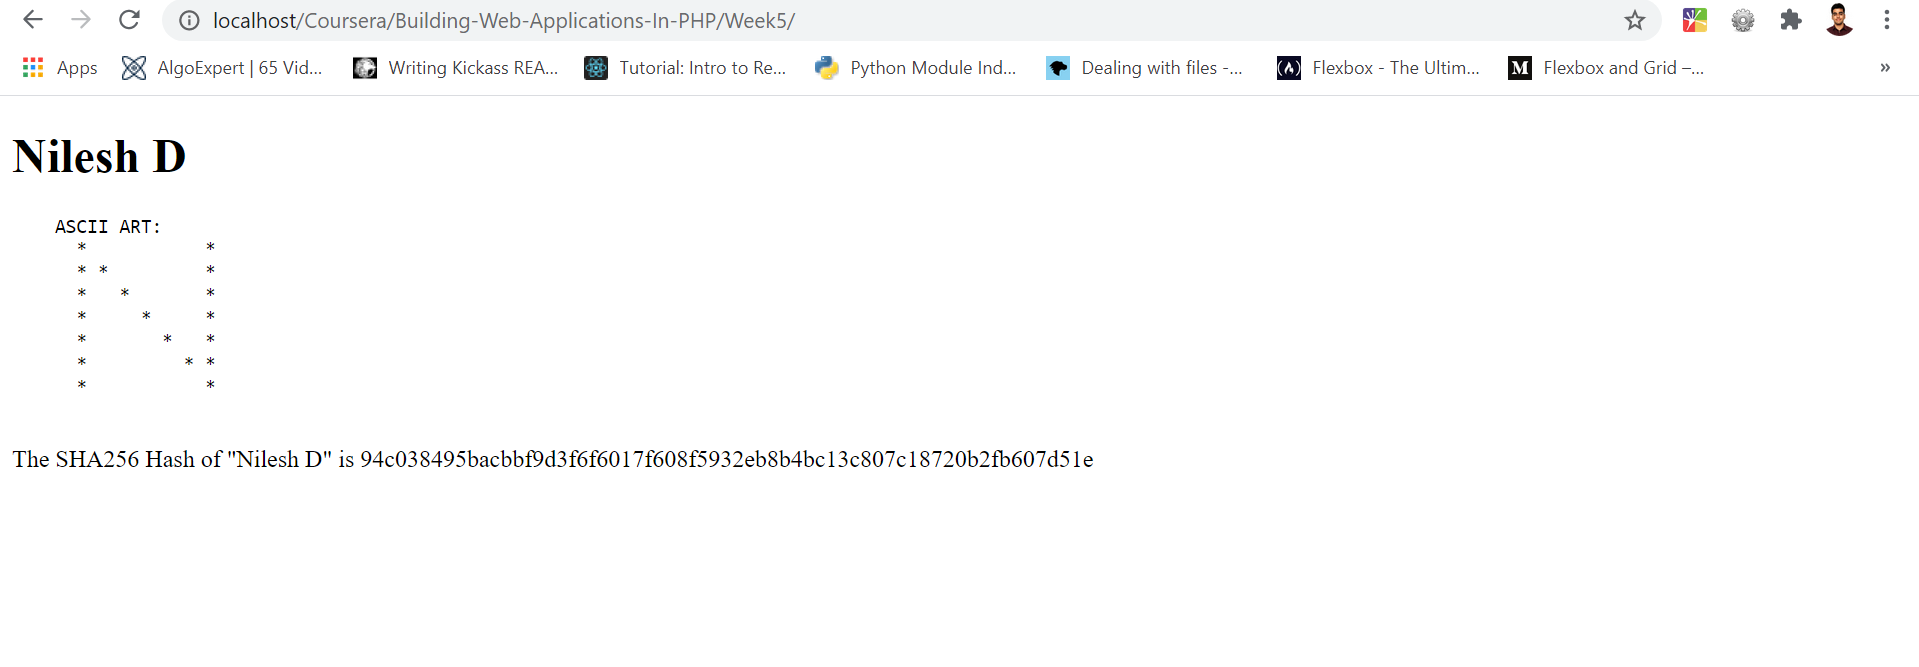 localhost/Coursera/Building-Web-Applications-In-PHP/Week5/
Apps AlgoExpert | 65 Vid... Writing Kickass REA... Tutorial: Intro to Re... Python Module Ind... Dealing with files -... Flexbox - The Ultim... M Flexbox and Grid –... »
Nilesh D
ASCII ART:
  *           *
  * *         *
  *   *       *
  *     *     *
  *       *   *
  *         * *
  *           *
The SHA256 Hash of "Nilesh D" is 94c038495bacbbf9d3f6f6017f608f5932eb8b4bc13c807c18720b2fb607d51e